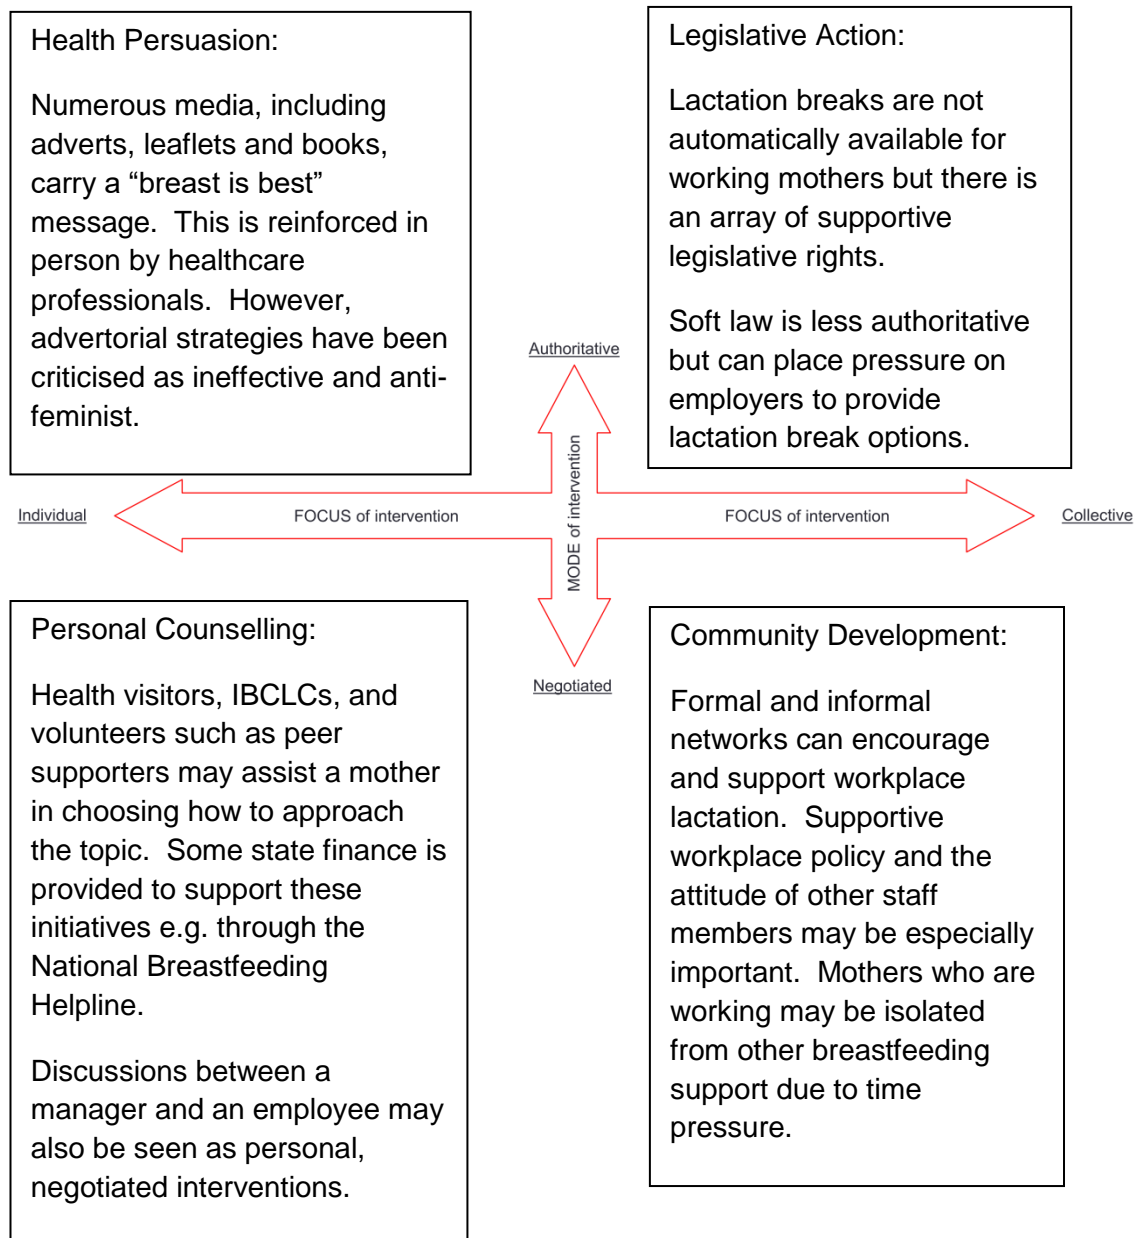 Health Persuasion:
Numerous media, including
adverts, leaflets and books,
carry a “breast is best”
message.  This is reinforced in
person by healthcare
professionals.  However,
advertorial strategies have been
criticised as ineffective and anti-
feminist.
Legislative Action:
Lactation breaks are not
automatically available for
working mothers but there is
an array of supportive
legislative rights.
Soft law is less authoritative
but can place pressure on
employers to provide
lactation break options.
Authoritative
Individual
FOCUS of intervention
MODE of intervention
FOCUS of intervention
Collective
Negotiated
Personal Counselling:
Health visitors, IBCLCs, and
volunteers such as peer
supporters may assist a mother
in choosing how to approach
the topic.  Some state finance is
provided to support these
initiatives e.g. through the
National Breastfeeding
Helpline.
Discussions between a
manager and an employee may
also be seen as personal,
negotiated interventions.
Community Development:
Formal and informal
networks can encourage
and support workplace
lactation.  Supportive
workplace policy and the
attitude of other staff
members may be especially
important.  Mothers who are
working may be isolated
from other breastfeeding
support due to time
pressure.